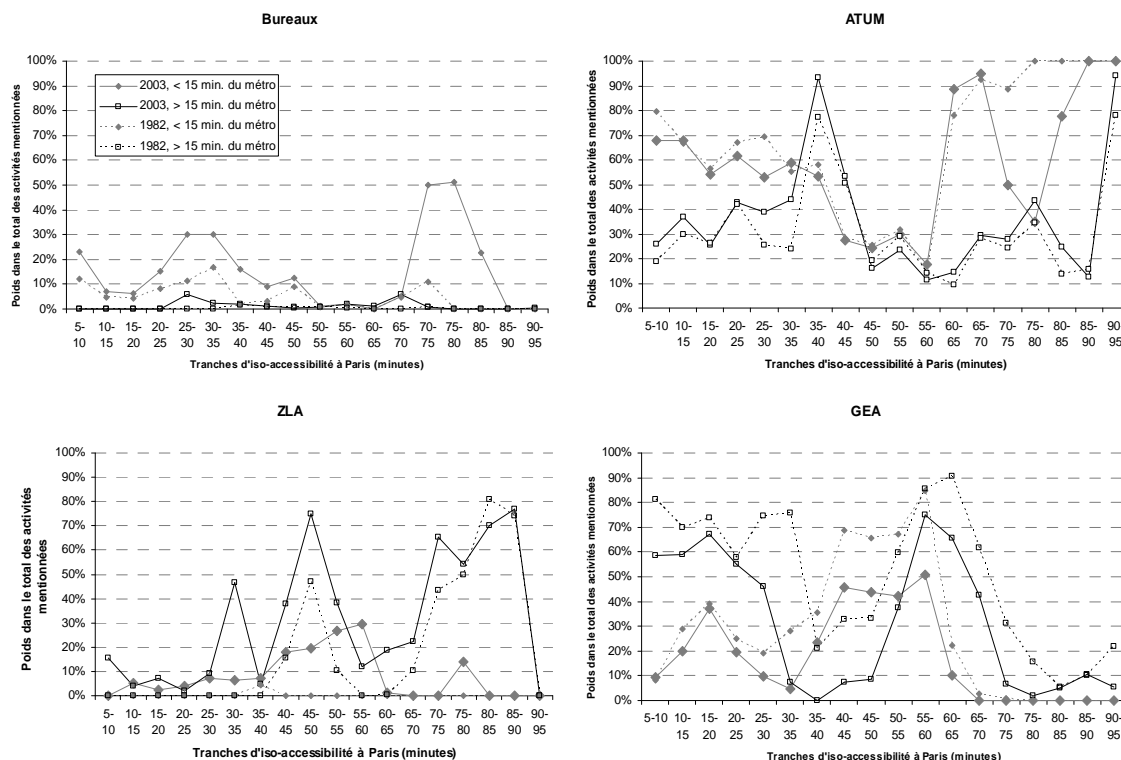 Bureaux
Poids dans le total des activités mentionnées
100%
90%
80%
70%
60%
50%
40%
30%
20%
10%
0%
2003, < 15 min. du métro
2003, > 15 min. du métro
1982, < 15 min. du métro
1982, > 15 min. du métro
5- 10- 15- 20- 25- 30- 35- 40- 45- 50- 55- 60- 65- 70- 75- 80- 85- 90-
10 15 20 25 30 35 40 45 50 55 60 65 70 75 80 85 90 95
Tranches d'iso-accessibilité à Paris (minutes)
ATUM
Poids dans le total des activités mentionnées
100%
90%
80%
70%
60%
50%
40%
30%
20%
10%
0%
5-10 10- 15- 20- 25- 30- 35- 40- 45- 50- 55- 60- 65- 70- 75- 80- 85- 90-
15 20 25 30 35 40 45 50 55 60 65 70 75 80 85 90 95
Tranches d'iso-accessibilité à Paris (minutes)
ZLA
Poids dans le total des activités
mentionnées
100%
90%
80%
70%
60%
50%
40%
30%
20%
10%
0%
5- 10- 15- 20- 25- 30- 35- 40- 45- 50- 55- 60- 65- 70- 75- 80- 85- 90-
10 15 20 25 30 35 40 45 50 55 60 65 70 75 80 85 90 95
Tranches d'iso-accessibilité à Paris (minutes)
GEA
Poids dans le total des activités mentionnées
100%
90%
80%
70%
60%
50%
40%
30%
20%
10%
0%
5-10 10- 15- 20- 25- 30- 35- 40- 45- 50- 55- 60- 65- 70- 75- 80- 85- 90-
15 20 25 30 35 40 45 50 55 60 65 70 75 80 85 90 95
Tranches d'iso-accessibilité à Paris (minutes)